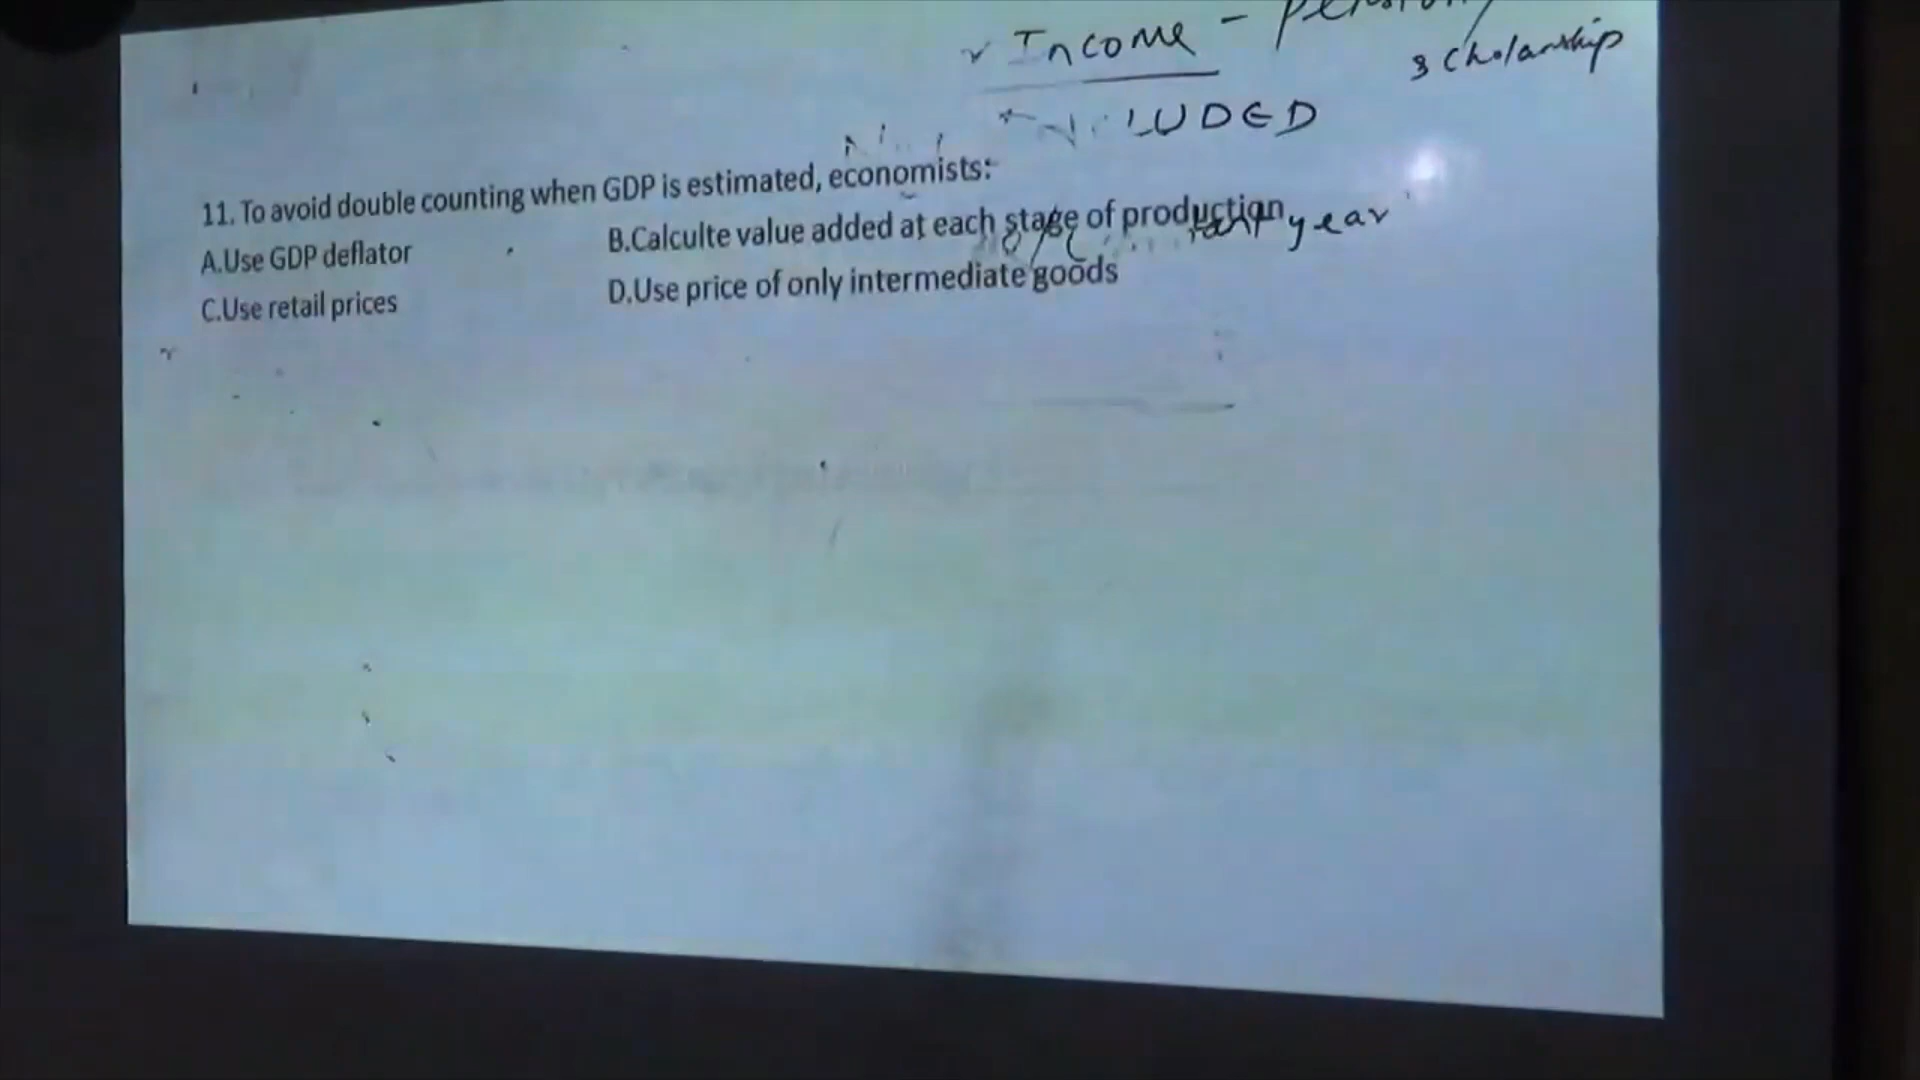 Income -
scholarship
LUDED
11. To avoid double counting when GDP is estimated, economists:
A.Use GDP deflator B.Calculte value added at each stage of production
year
C.Use retail prices D.Use price of only intermediate goods